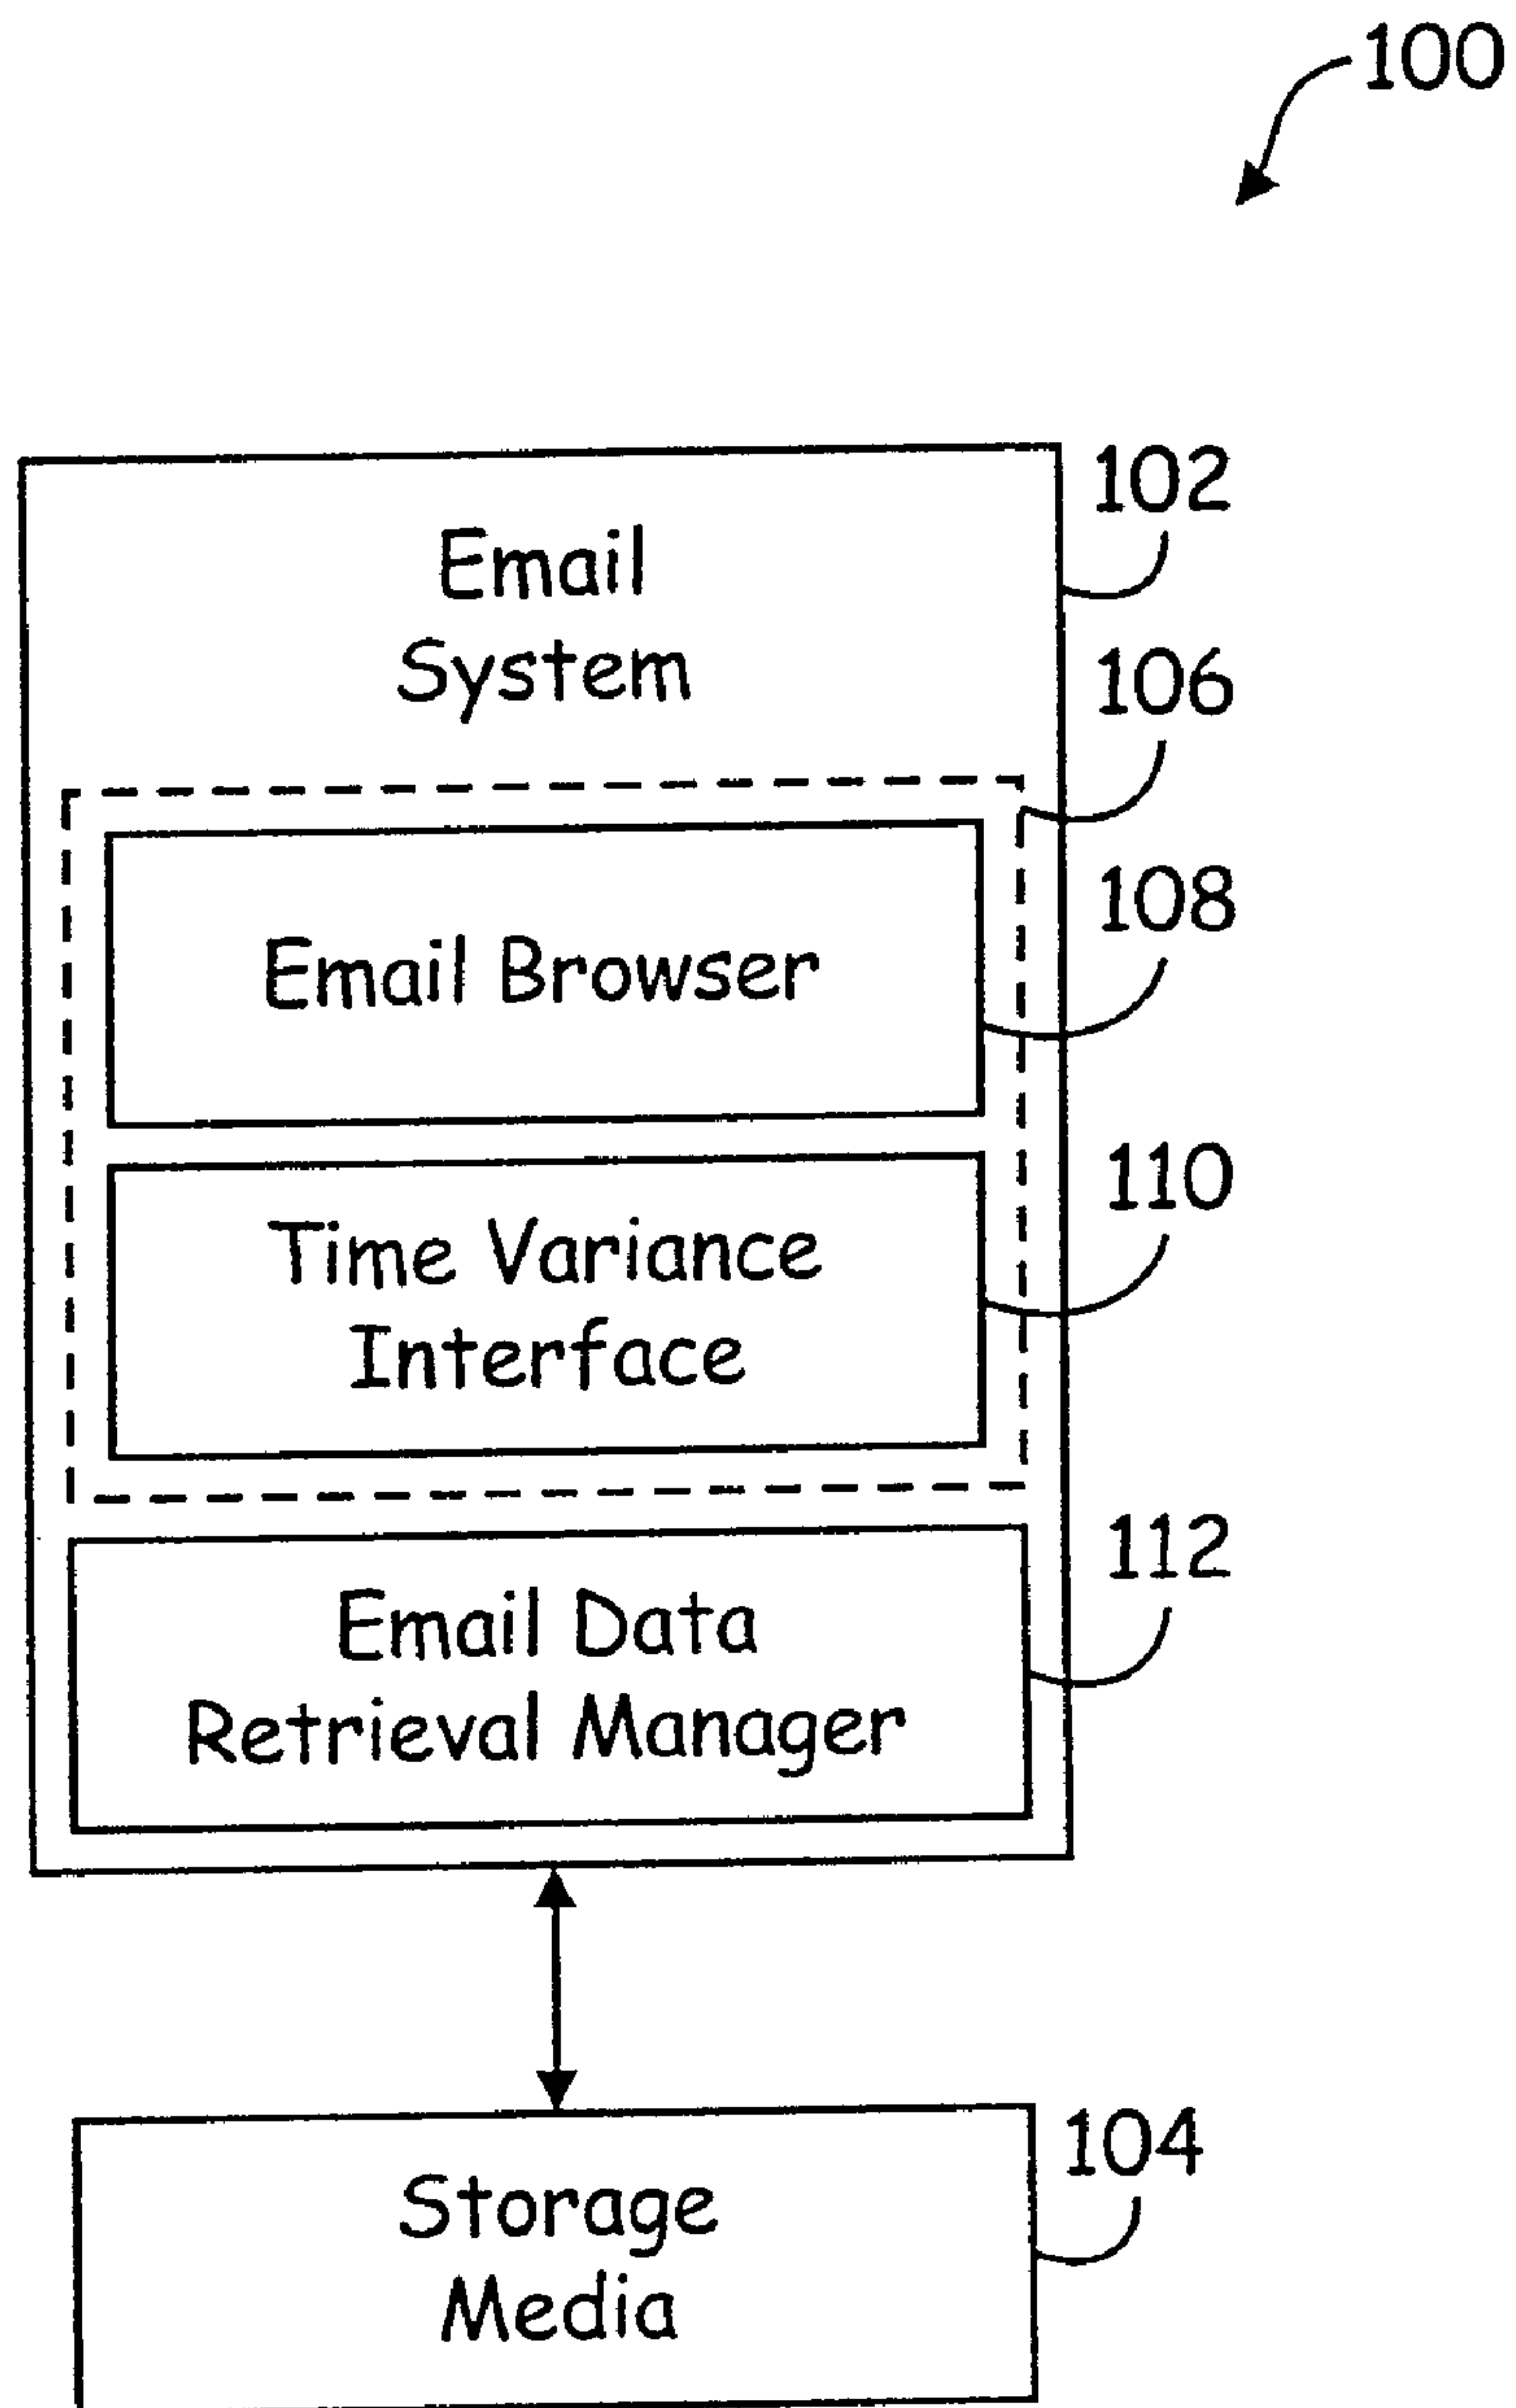 100
102
Email
System
106
108
Email Browser
110
Time Variance
Interface
112
Email Data
Retrieval Manager
104
Storage
Media